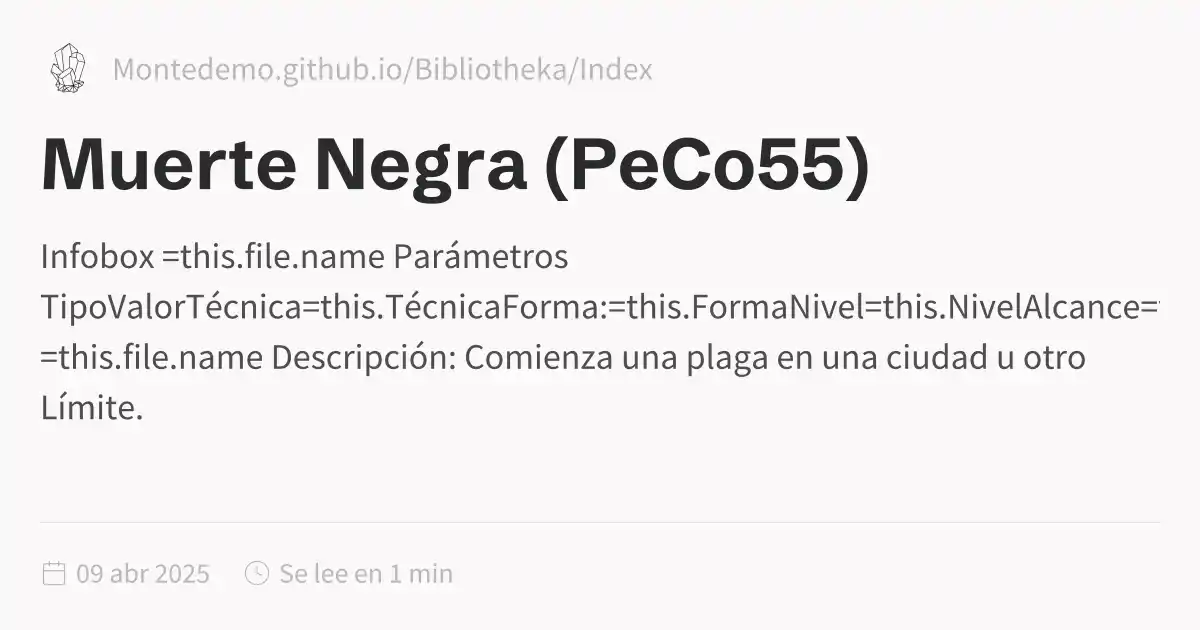 Montedemo.github.io/Bibliotheka/Index
Muerte Negra (PeCo55)
Infobox =this.file.name Parámetros
TipoValorTécnica=this.TécnicaForma:=this.FormaNivel=this.NivelAlcance=
=this.file.name Descripción: Comienza una plaga en una ciudad u otro
Límite.
09 abr 2025 Se lee en 1 min